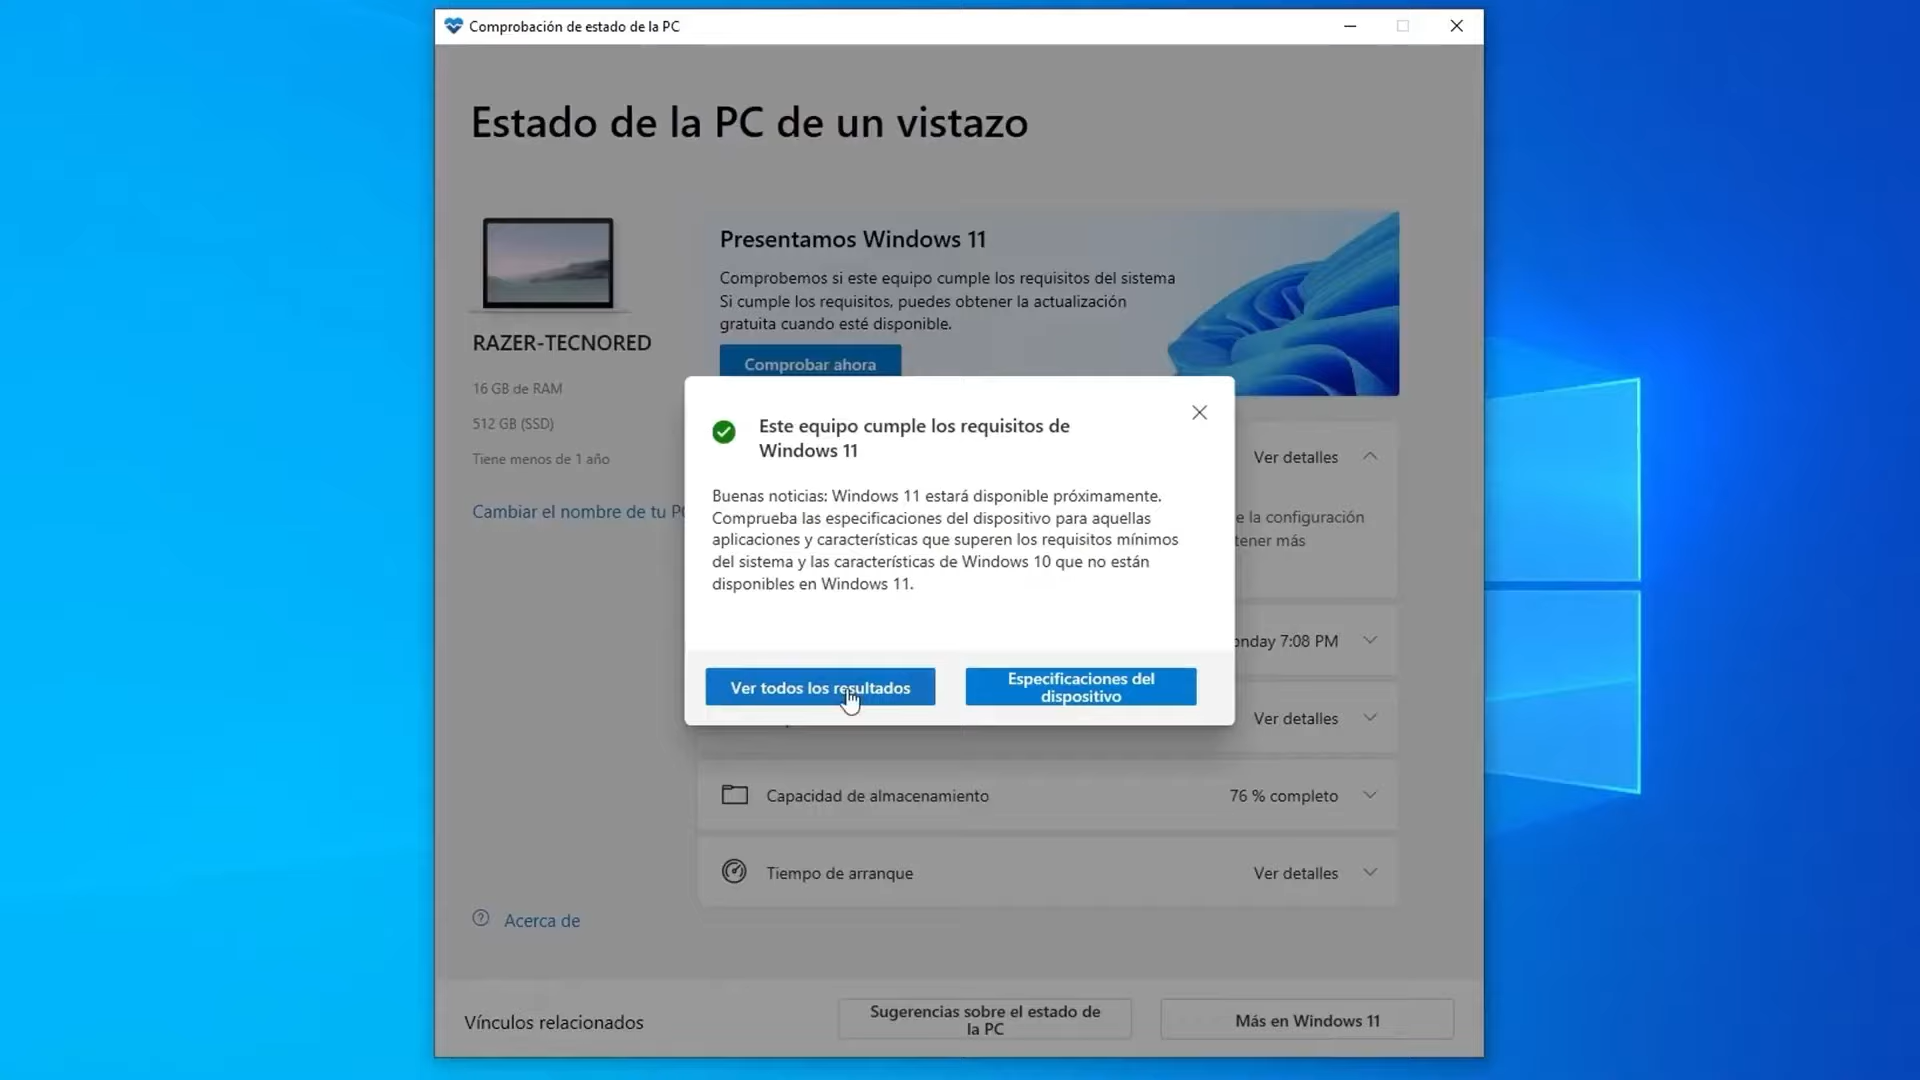 Comprobación de estado de la PC
Estado de la PC de un vistazo
RAZER-TECNORED
16 GB de RAM
512 GB (SSD)
Tiene menos de 1 año
Cambiar el nombre de tu
Presentamos Windows 11
Comprobemos si este equipo cumple los requisitos del sistema
Si cumple los requisitos, puedes obtener la actualización
gratuita cuando esté disponible.
Comprobar ahora
Este equipo cumple los requisitos de
Windows 11
Buenas noticias: Windows 11 estará disponible próximamente.
Comprueba las especificaciones del dispositivo para aquellas
aplicaciones y características que superen los requisitos mínimos
del sistema y las características de Windows 10 que no están
disponibles en Windows 11.
Ver todos los resultados
Especificaciones del
dispositivo
Ver detalles
la configuración
más
7:08 PM
Ver detalles
Capacidad de almacenamiento
76 % completo
Tiempo de arranque
Ver detalles
Acerca de
Vínculos relacionados
Sugerencias sobre el estado de
la PC
Más en Windows 11